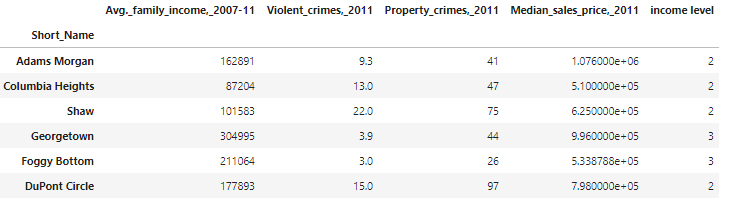 Avg._family_income,_2007-11 Violent_crimes,_2011 Property_crimes,_2011 Median_sales_price,_2011 income level
Short_Name
Adams Morgan 162891 9.3 41 1.076000e+06 2
Columbia Heights 87204 13.0 47 5.100000e+05 2
Shaw 101583 22.0 75 6.250000e+05 2
Georgetown 304995 3.9 44 9.960000e+05 3
Foggy Bottom 211064 3.0 26 5.338788e+05 3
DuPont Circle 177893 15.0 97 7.980000e+05 2